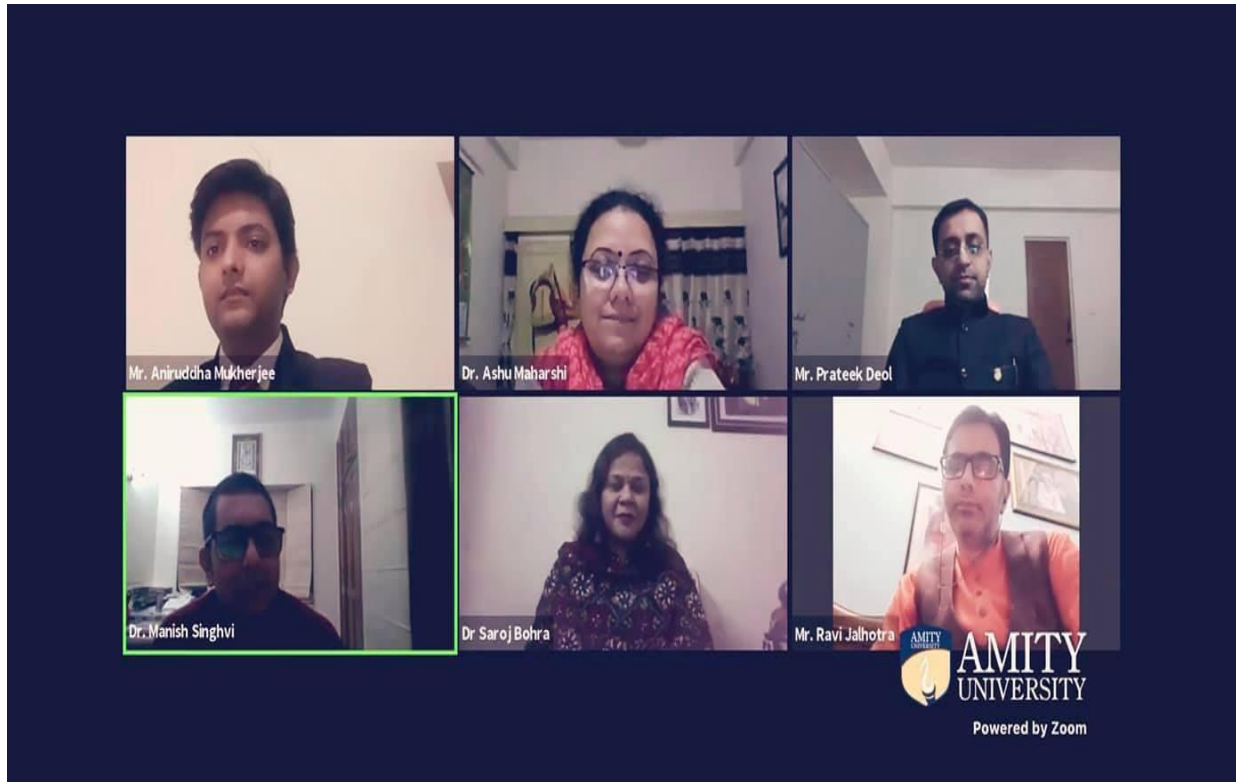 Mr. Aniruddha Mukherjee
Dr. Ashu Maharshi
Mr. Prateek Deol
Dr. Manish Singhvi
Dr Saroj Bohra
Mr. Ravi Jalhotra
AMITY
UNIVERSITY
AMITY
UNIVERSITY
Powered by Zoom